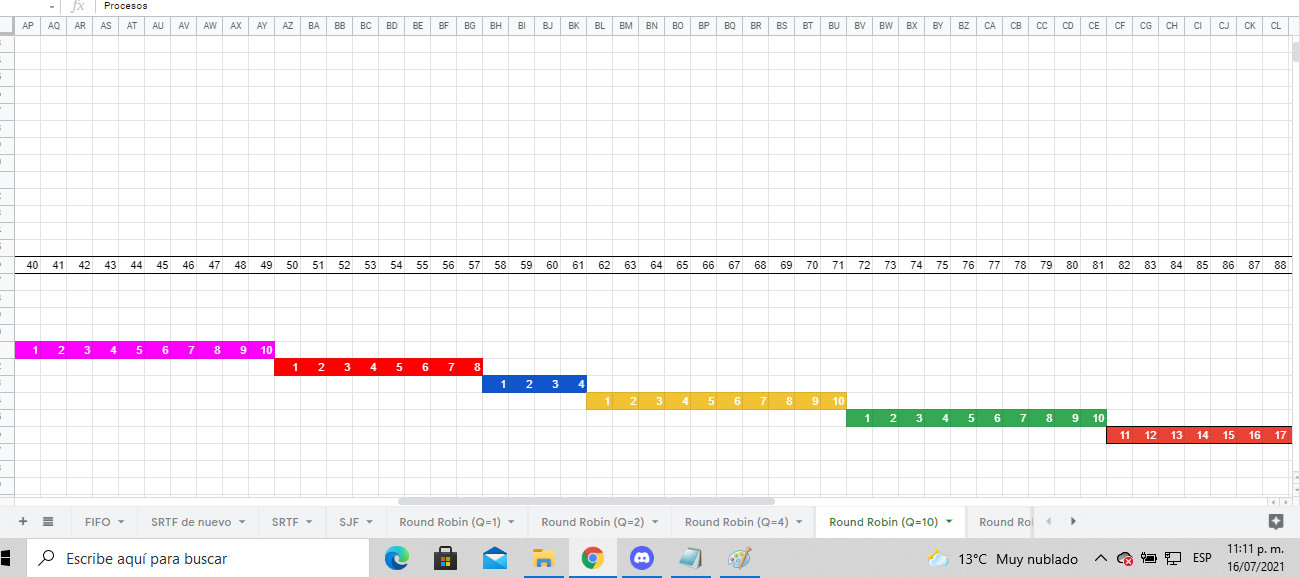 fx Procesos
AP AQ AR AS AT AU AV AW AX AY AZ BA BB BC BD BE BF BG BH BI BJ BK BL BM BN BO BP BQ BR BS BT BU BV BW BX BY BZ CA CB CC CD CE CF CG CH CI CJ CK CL
40 41 42 43 44 45 46 47 48 49 50 51 52 53 54 55 56 57 58 59 60 61 62 63 64 65 66 67 68 69 70 71 72 73 74 75 76 77 78 79 80 81 82 83 84 85 86 87 88
1 2 3 4 5 6 7 8 9 10
1 2 3 4 5 6 7 8
1 2 3 4
1 2 3 4 5 6 7 8 9 10
1 2 3 4 5 6 7 8 9 10
11 12 13 14 15 16 17
FIFO SRTF de nuevo SRTF SJF Round Robin (Q=1) Round Robin (Q=2) Round Robin (Q=4) Round Robin (Q=10) Round Ro
Escribe aquí para buscar 13°C Muy nublado ESP 11:11 p. m.
16/07/2021